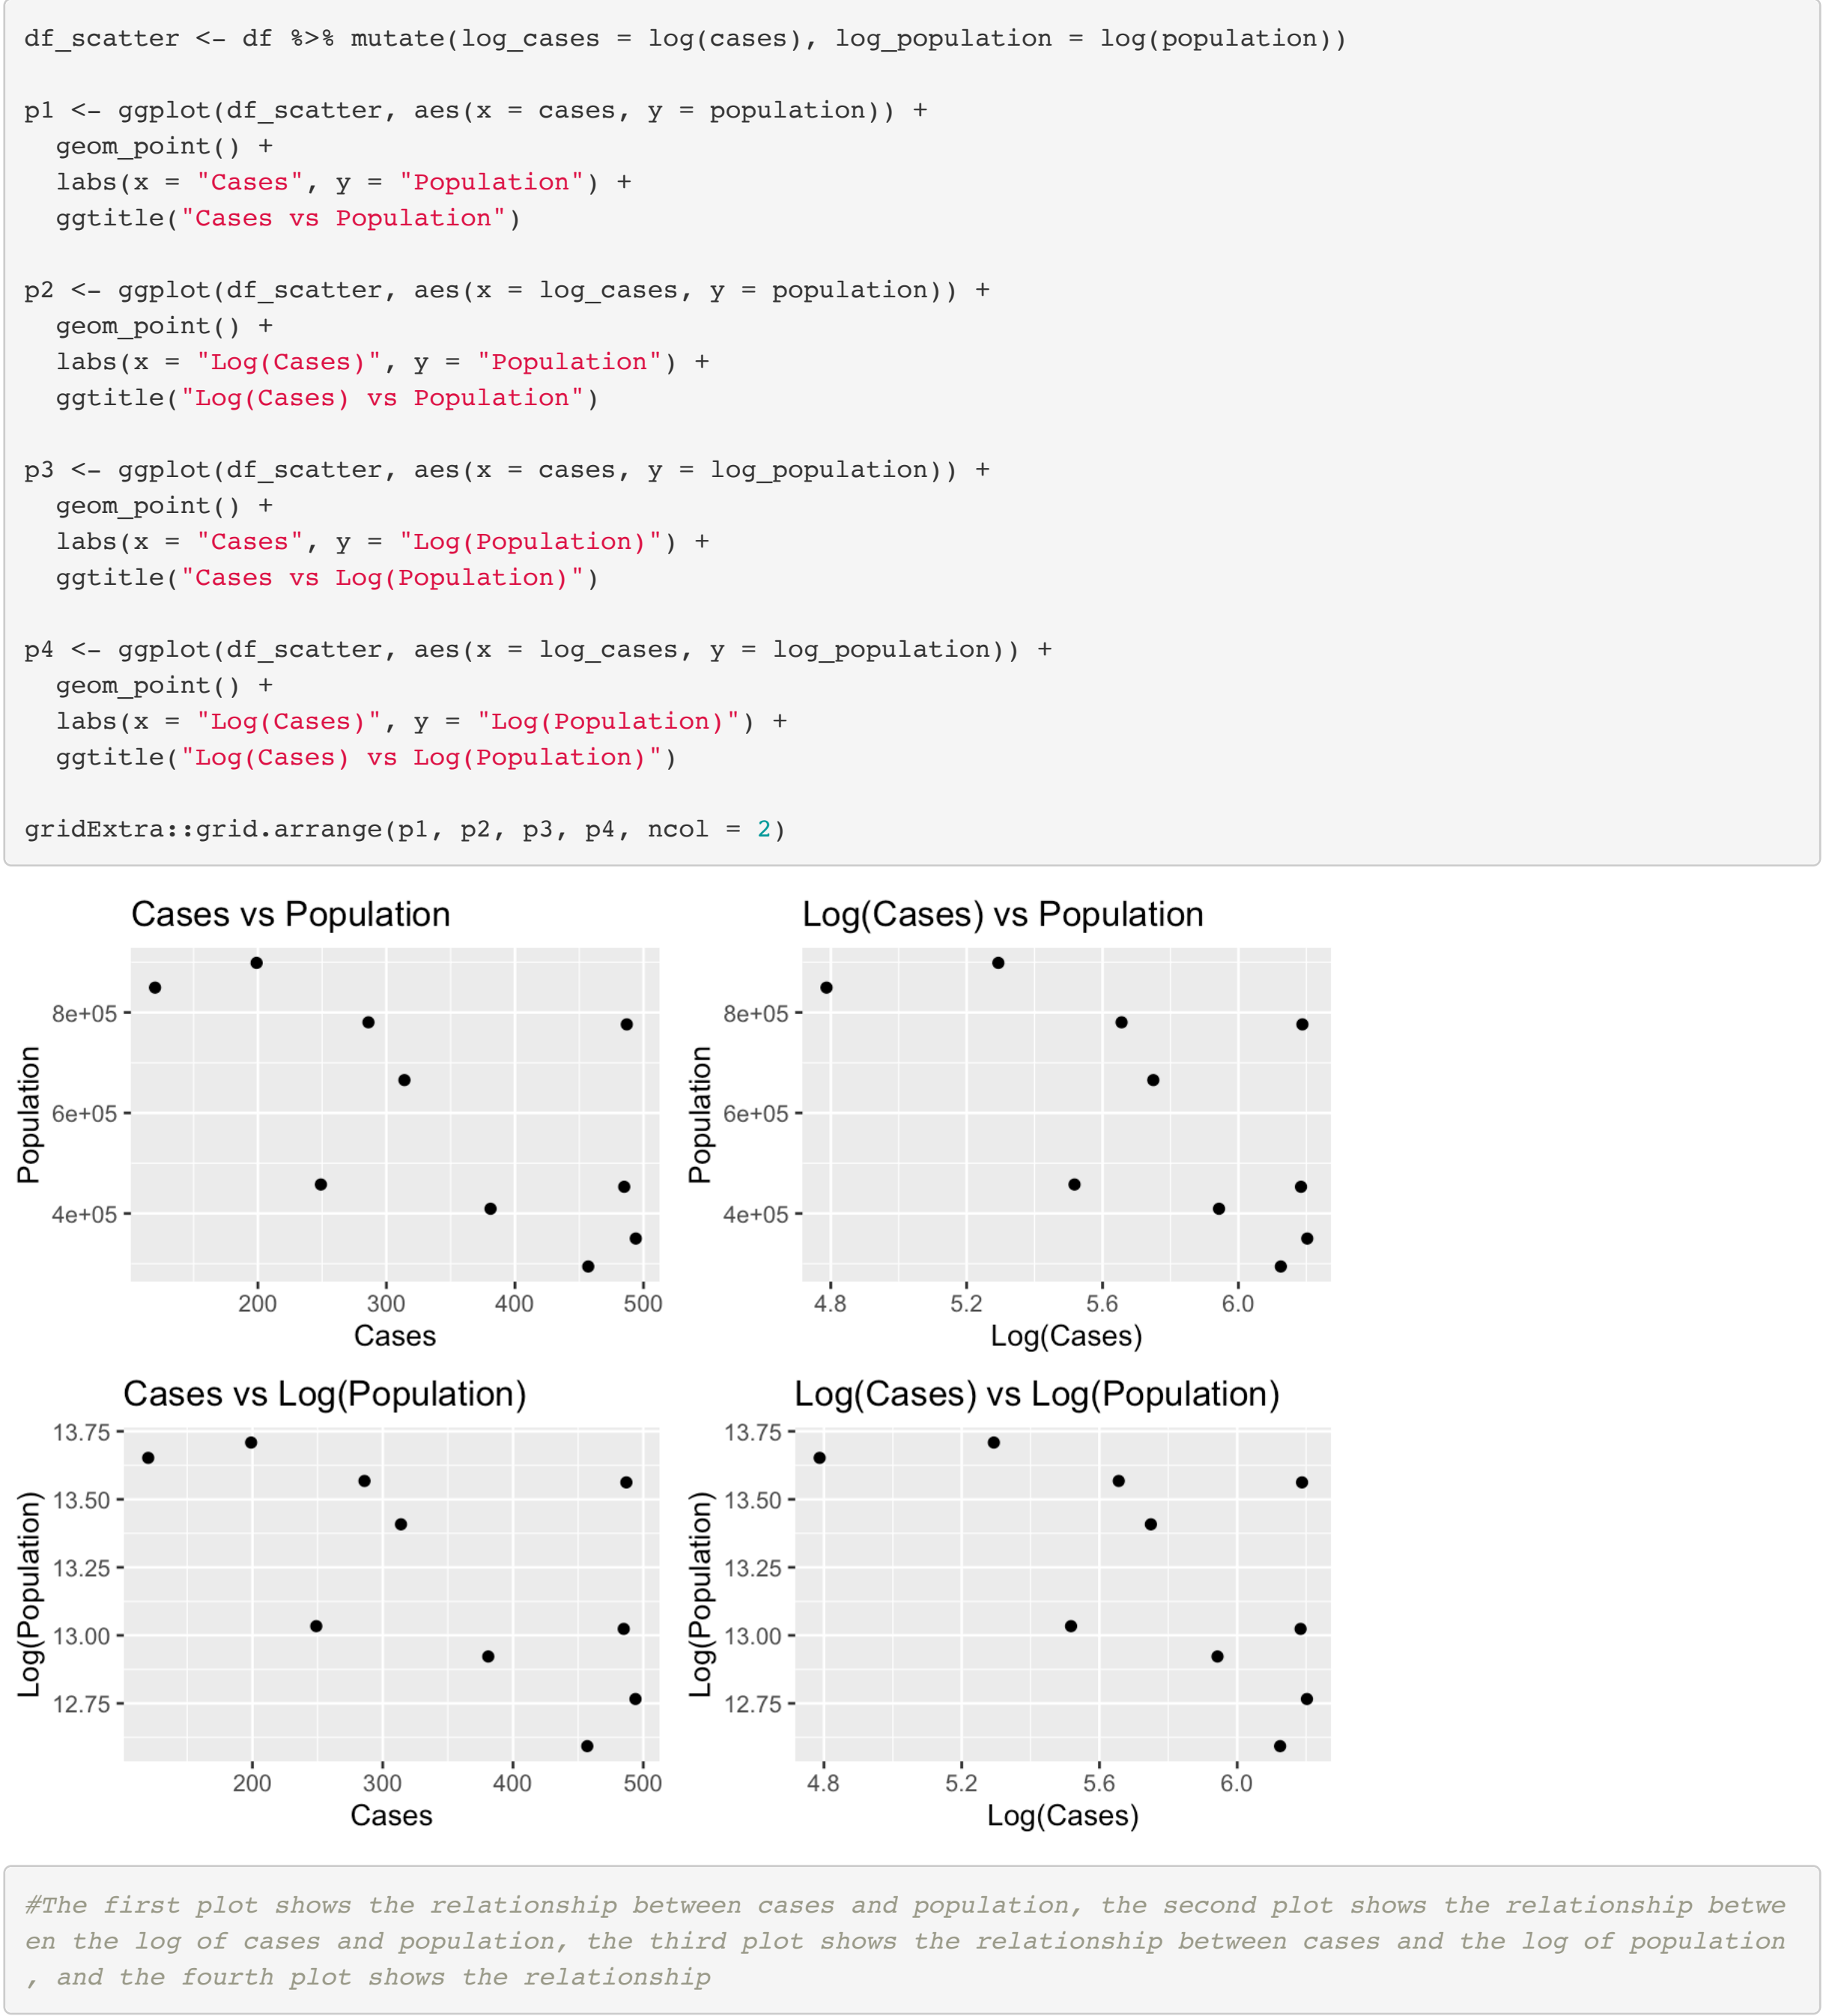 df_scatter <- df %>% mutate(log_cases = log(cases), log_population = log(population))
p1 <- ggplot(df_scatter, aes(x = cases, y = population)) +
  geom_point() +
  labs(x = "Cases", y = "Population") +
  ggtitle("Cases vs Population")
p2 <- ggplot(df_scatter, aes(x = log_cases, y = population)) +
  geom_point() +
  labs(x = "Log(Cases)", y = "Population") +
  ggtitle("Log(Cases) vs Population")
p3 <- ggplot(df_scatter, aes(x = cases, y = log_population)) +
  geom_point() +
  labs(x = "Cases", y = "Log(Population)") +
  ggtitle("Cases vs Log(Population)")
p4 <- ggplot(df_scatter, aes(x = log_cases, y = log_population)) +
  geom_point() +
  labs(x = "Log(Cases)", y = "Log(Population)") +
  ggtitle("Log(Cases) vs Log(Population)")
gridExtra::grid.arrange(p1, p2, p3, p4, ncol = 2)
Cases vs Population
Population
8e+05
6e+05
4e+05
200 300 400 500
Cases
Log(Cases) vs Population
Population
8e+05
6e+05
4e+05
4.8 5.2 5.6 6.0
Log(Cases)
Cases vs Log(Population)
Log(Population)
13.75
13.50
13.25
13.00
12.75
200 300 400 500
Cases
Log(Cases) vs Log(Population)
Log(Population)
13.75
13.50
13.25
13.00
12.75
4.8 5.2 5.6 6.0
Log(Cases)
#The first plot shows the relationship between cases and population, the second plot shows the relationship betwe
en the log of cases and population, the third plot shows the relationship between cases and the log of population
, and the fourth plot shows the relationship